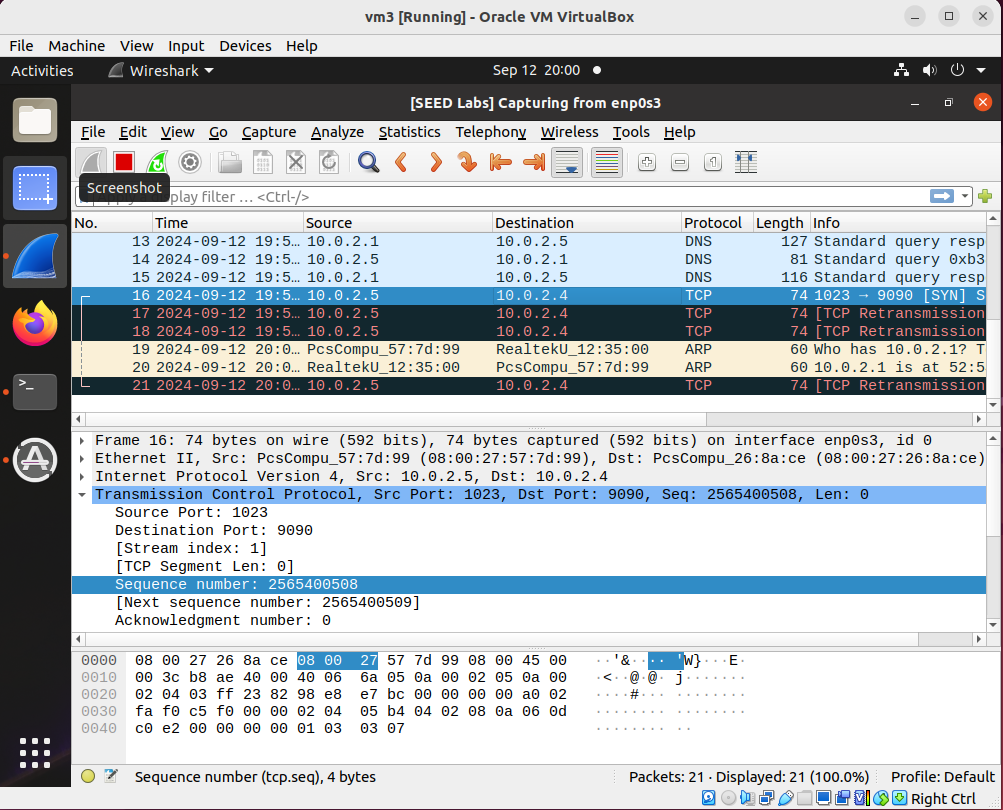 vm3 [Running] - Oracle VM VirtualBox
File Machine View Input Devices Help
Activities Wireshark Sep 12 20:00
[SEED Labs] Capturing from enp0s3
File Edit View Go Capture Analyze Statistics Telephony Wireless Tools Help
Screenshot
display filter … <Ctrl-/>
No. Time Source Destination Protocol Length Info
13 2024-09-12 19:5… 10.0.2.1 10.0.2.5 DNS 127 Standard query resp
14 2024-09-12 19:5… 10.0.2.5 10.0.2.1 DNS 81 Standard query 0xb3
15 2024-09-12 19:5… 10.0.2.1 10.0.2.5 DNS 116 Standard query resp
16 2024-09-12 19:5… 10.0.2.5 10.0.2.4 TCP 74 1023 → 9090 [SYN] S
17 2024-09-12 19:5… 10.0.2.5 10.0.2.4 TCP 74 [TCP Retransmission
18 2024-09-12 19:5… 10.0.2.5 10.0.2.4 TCP 74 [TCP Retransmission
19 2024-09-12 20:0… PcsCompu_57:7d:99 RealtekU_12:35:00 ARP 60 Who has 10.0.2.1? T
20 2024-09-12 20:0… RealtekU_12:35:00 PcsCompu_57:7d:99 ARP 60 10.0.2.1 is at 52:5
21 2024-09-12 20:0… 10.0.2.5 10.0.2.4 TCP 74 [TCP Retransmission
Frame 16: 74 bytes on wire (592 bits), 74 bytes captured (592 bits) on interface enp0s3, id 0
Ethernet II, Src: PcsCompu_57:7d:99 (08:00:27:57:7d:99), Dst: PcsCompu_26:8a:ce (08:00:27:26:8a:ce)
Internet Protocol Version 4, Src: 10.0.2.5, Dst: 10.0.2.4
Transmission Control Protocol, Src Port: 1023, Dst Port: 9090, Seq: 2565400508, Len: 0
Source Port: 1023
Destination Port: 9090
[Stream index: 1]
[TCP Segment Len: 0]
Sequence number: 2565400508
[Next sequence number: 2565400509]
Acknowledgment number: 0
0000 08 00 27 26 8a ce 08 00 27 57 7d 99 08 00 45 00 ··'&···· 'W}···E·
0010 00 3c b8 ae 40 00 40 06 6a 05 0a 00 02 05 0a 00 ·<··@·@· j·······
0020 02 04 03 ff 23 82 98 e8 e7 bc 00 00 00 00 a0 02 ····#··· ········
0030 fa f0 c5 f0 00 00 02 04 05 b4 04 02 08 0a 06 0d ········ ········
0040 c0 e2 00 00 00 00 01 03 03 07 ········ ··
Sequence number (tcp.seq), 4 bytes Packets: 21 · Displayed: 21 (100.0%) Profile: Default
Right Ctrl